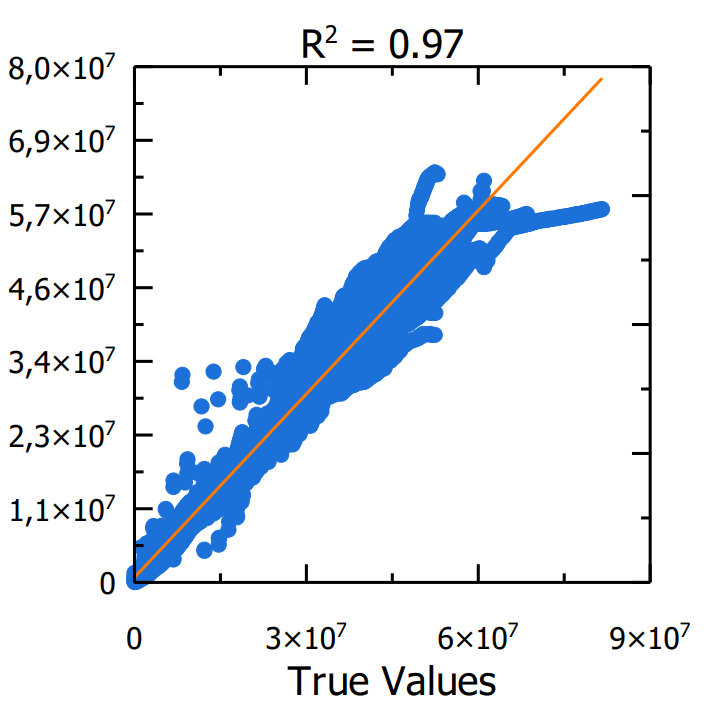 R² = 0.97
8,0×10⁷
6,9×10⁷
5,7×10⁷
4,6×10⁷
3,4×10⁷
2,3×10⁷
1,1×10⁷
0
0 3×10⁷ 6×10⁷ 9×10⁷
True Values